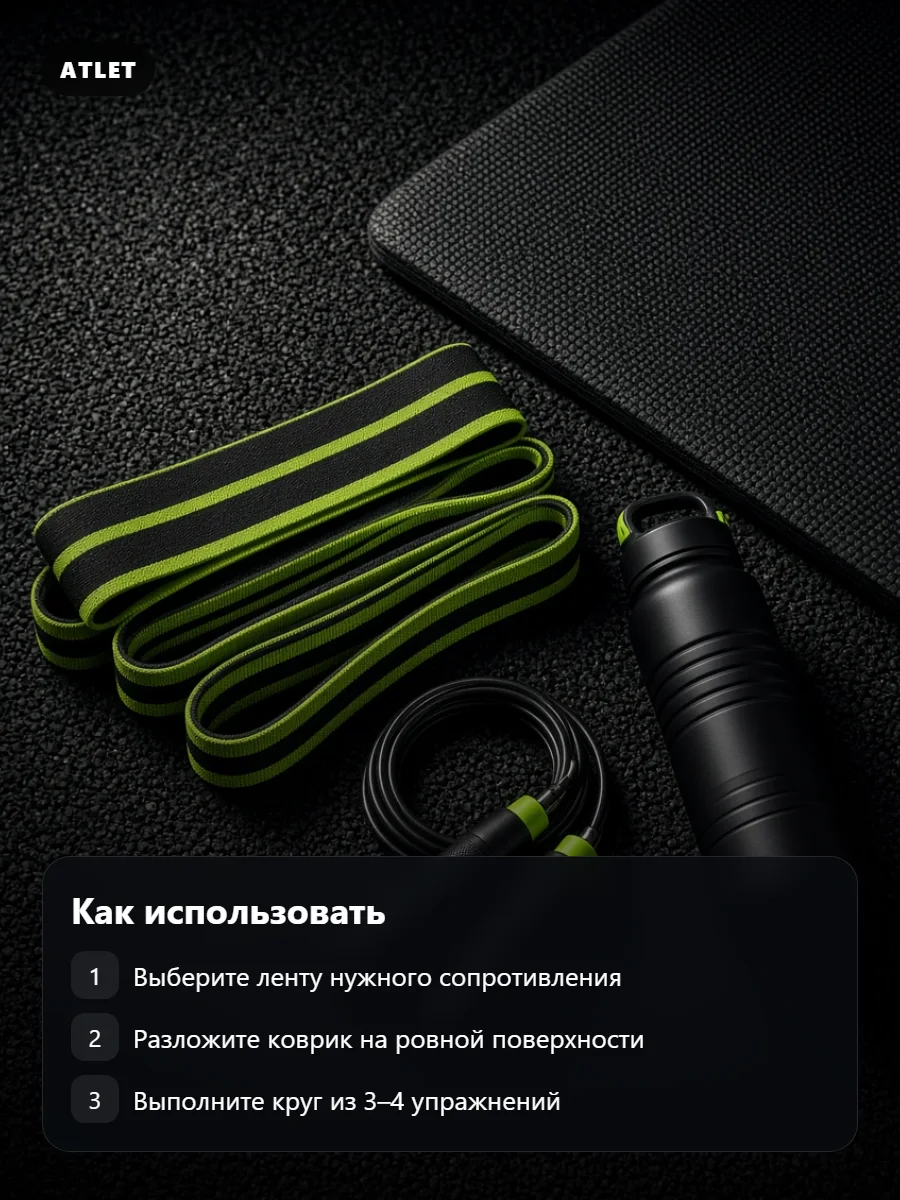 ATLET
Как использовать
1 Выберите ленту нужного сопротивления
2 Разложите коврик на ровной поверхности
3 Выполните круг из 3–4 упражнений